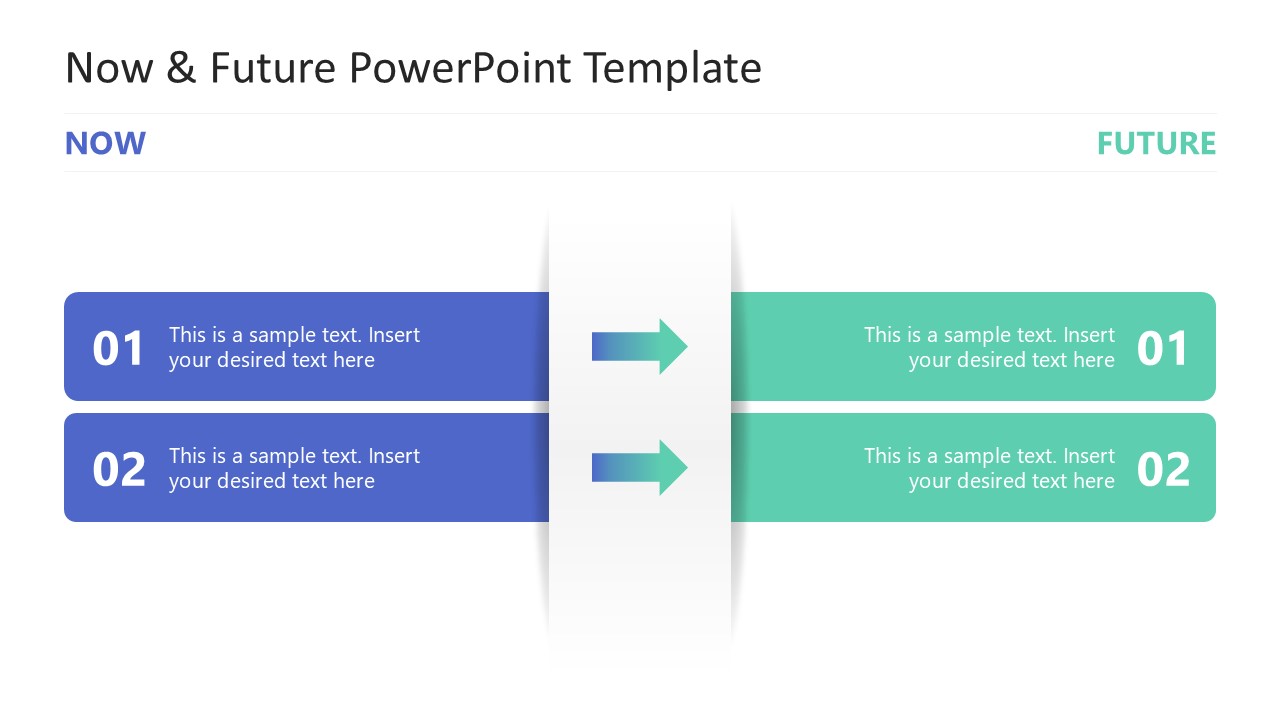 Now & Future PowerPoint Template
NOW
FUTURE
01
This is a sample text. Insert
your desired text here
This is a sample text. Insert
your desired text here
01
02
This is a sample text. Insert
your desired text here
This is a sample text. Insert
your desired text here
02